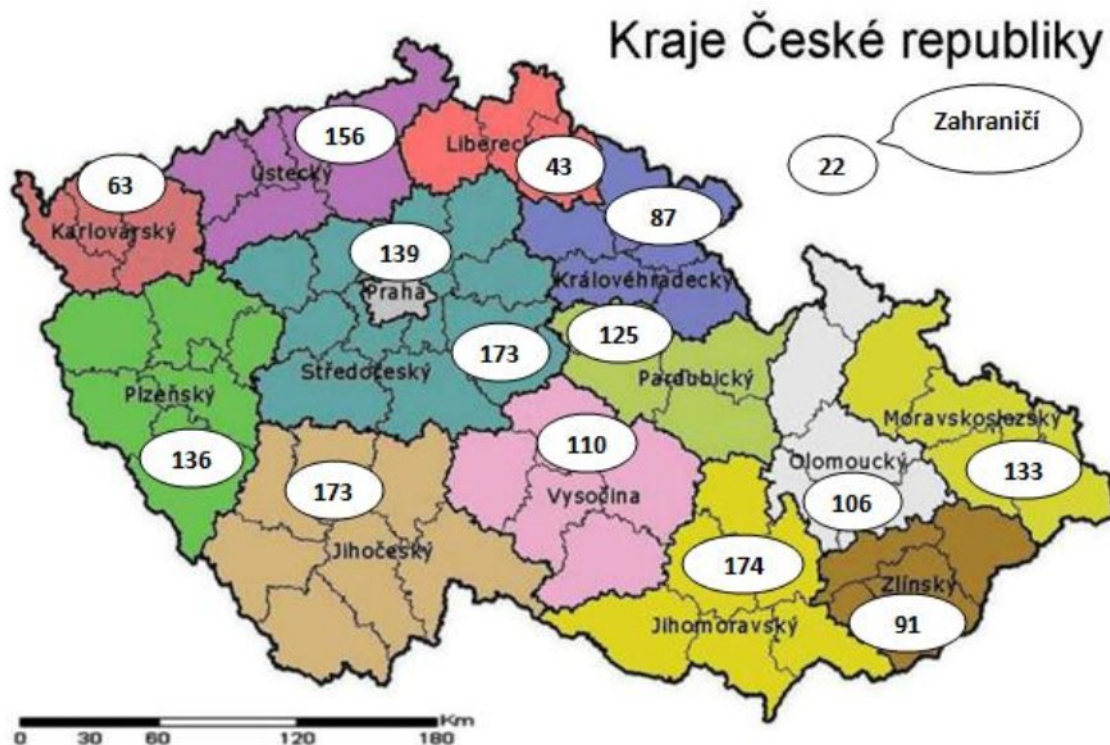 Kraje České republiky
Zahraničí
22
156
Ústecký
Liberec
43
63
Karlovarský
87
139
Praha
Královéhradecký
125
173
Středočeský
Pardubický
Plzeňský
Moravskoslezský
136
110
Olomoucký
133
173
Vysočina
106
Jihočeský
174
Zlínský
Jihomoravský
91
Km
0 30 60 120 180